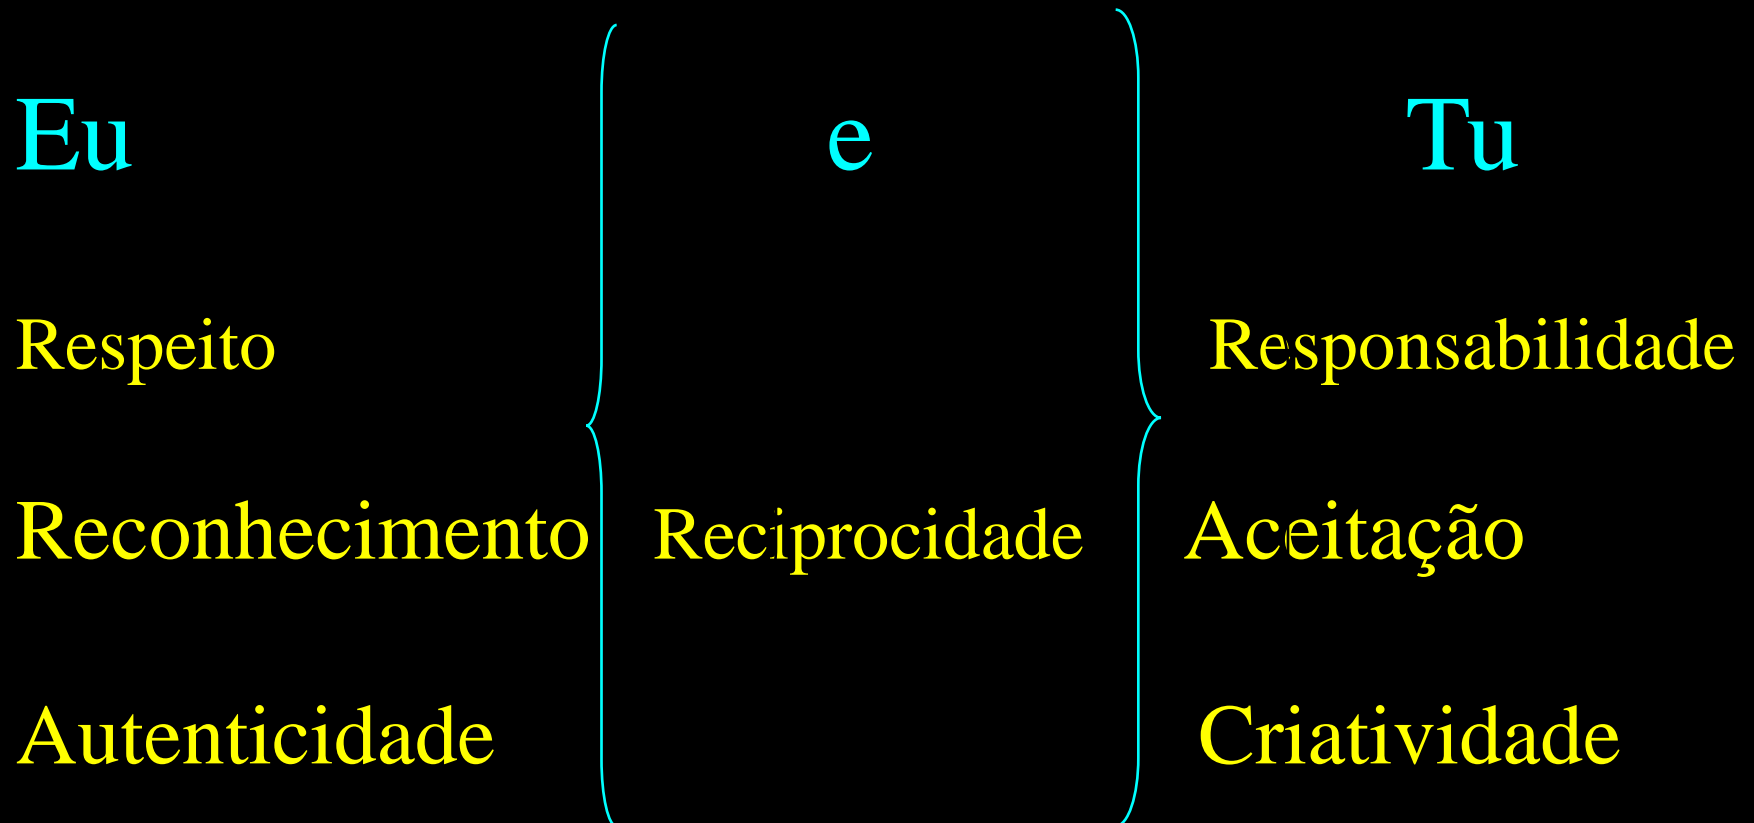 Eu e Tu
Respeito Responsabilidade
Reconhecimento Reciprocidade Aceitação
Autenticidade Criatividade